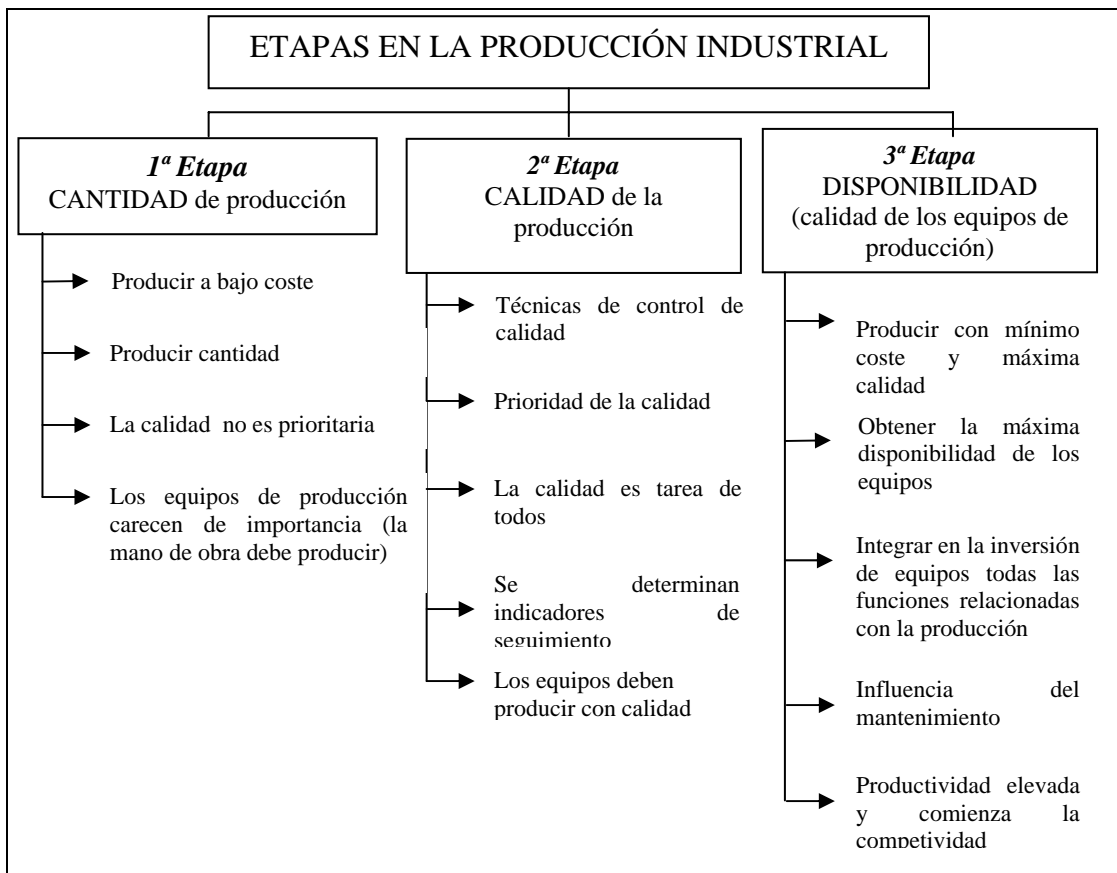 ETAPAS EN LA PRODUCCIÓN INDUSTRIAL
1ª Etapa
CANTIDAD de producción
Producir a bajo coste
Producir cantidad
La calidad no es prioritaria
Los equipos de producción
carecen de importancia (la
mano de obra debe producir)
2ª Etapa
CALIDAD de la
producción
Técnicas de control de
calidad
Prioridad de la calidad
La calidad es tarea de
todos
Se determinan
indicadores de
seguimiento
Los equipos deben
producir con calidad
3ª Etapa
DISPONIBILIDAD
(calidad de los equipos de
producción)
Producir con mínimo
coste y máxima
calidad
Obtener la máxima
disponibilidad de los
equipos
Integrar en la inversión
de equipos todas las
funciones relacionadas
con la producción
Influencia del
mantenimiento
Productividad elevada
y comienza la
competividad